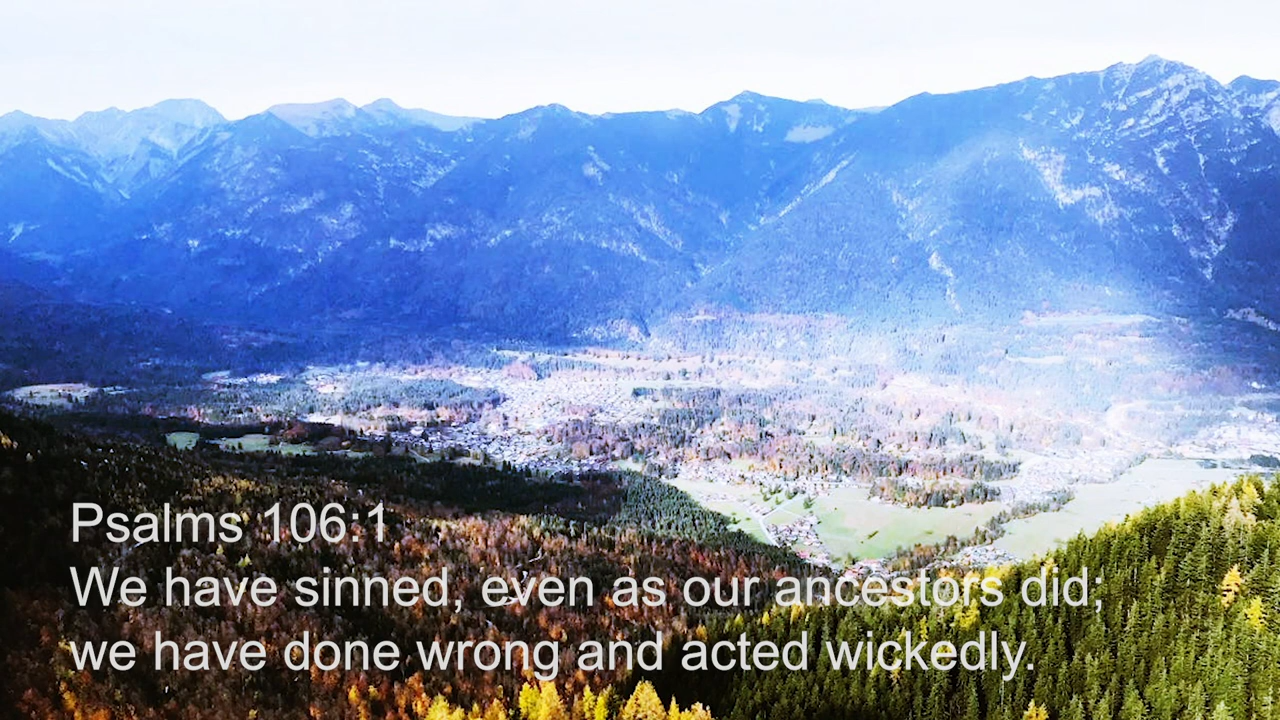 Psalms 106:1
We have sinned, even as our ancestors did;
we have done wrong and acted wickedly.